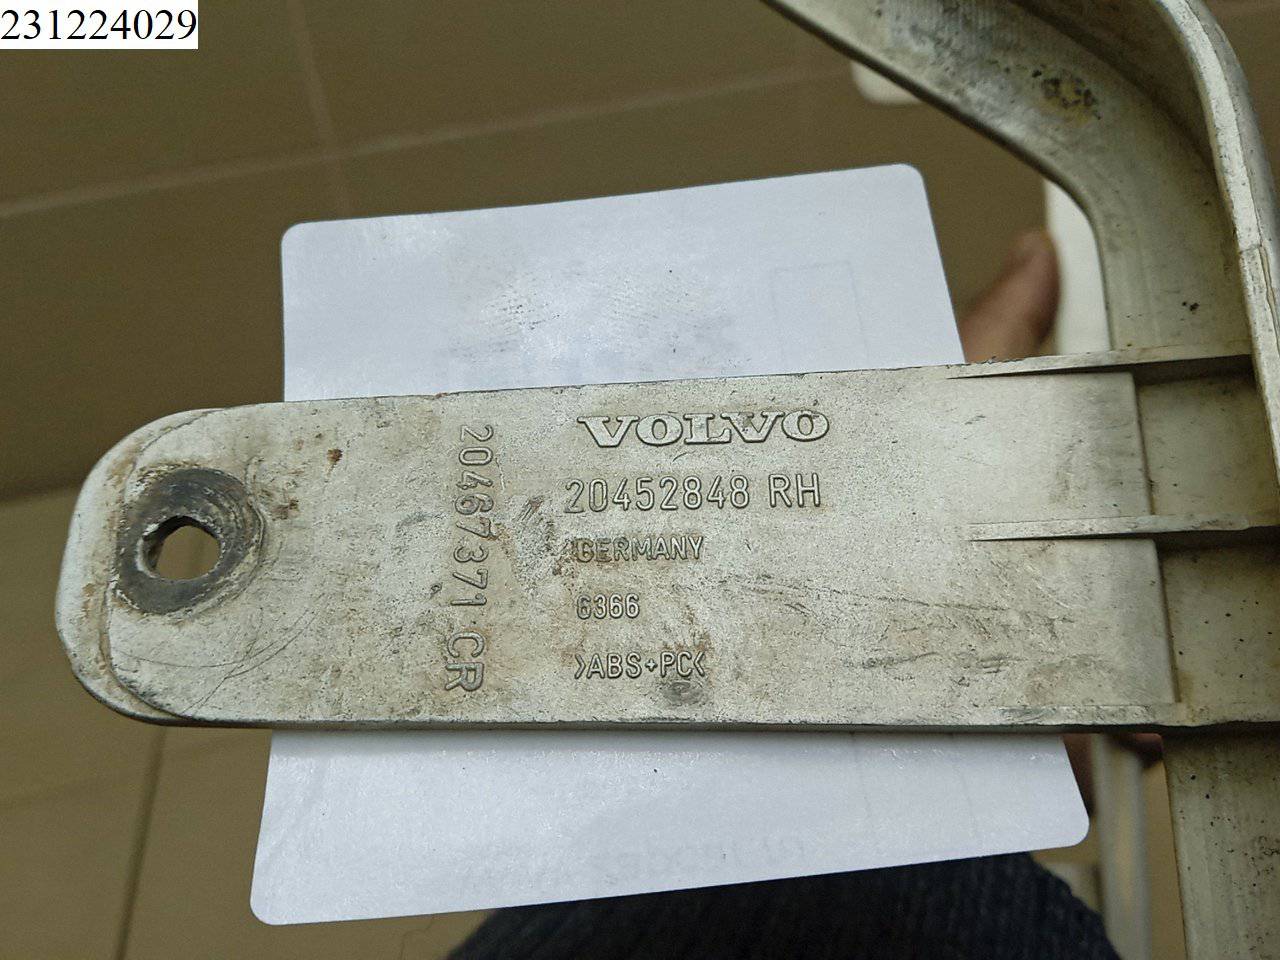 231224029
VOLVO
20452848 RH
GERMANY
6366
>ABS+PC<
20467371 CR